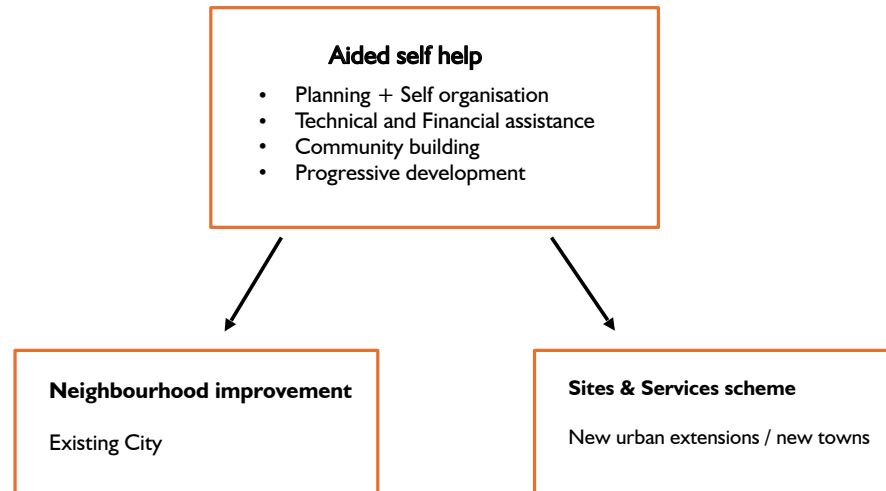 Aided self help
• Planning + Self organisation
• Technical and Financial assistance
• Community building
• Progressive development
Neighbourhood improvement
Existing City
Sites & Services scheme
New urban extensions / new towns